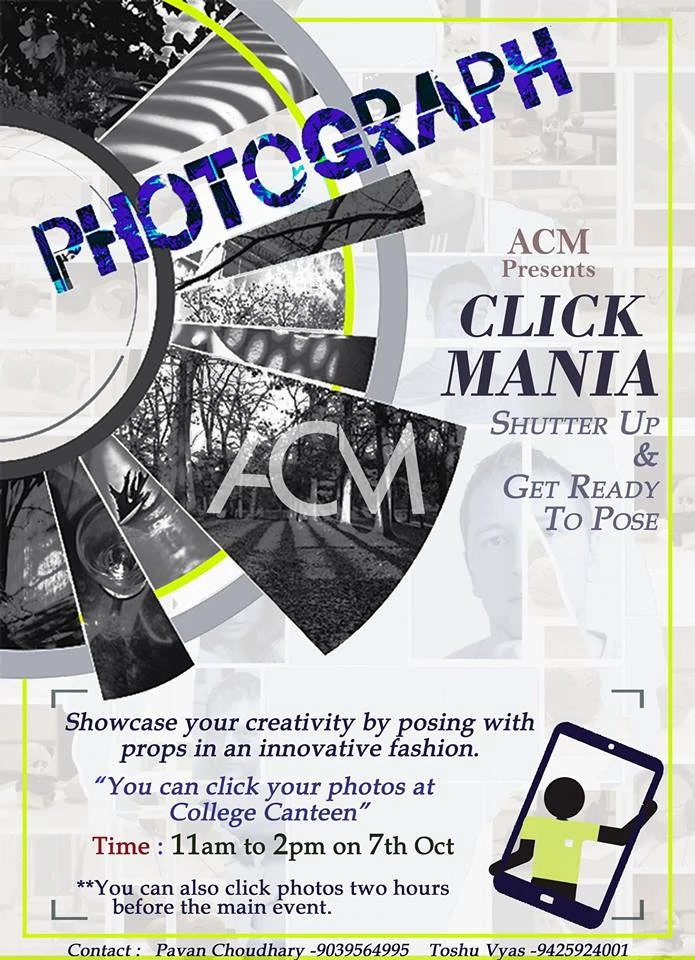 PHOTOGRAPH
ACM
Presents
CLICK
MANIA
SHUTTER UP
&
GET READY
TO POSE
ACM
Showcase your creativity by posing with
props in an innovative fashion.
“You can click your photos at
College Canteen”
Time : 11am to 2pm on 7th Oct
**You can also click photos two hours
before the main event.
Contact : Pavan Choudhary -9039564995 Toshu Vyas -9425924001